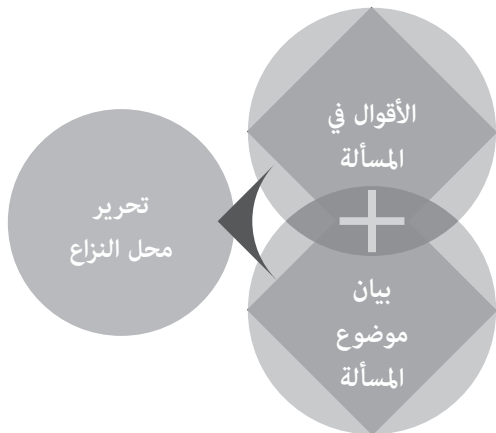 الأقوال في
المسألة
+
بيان
موضوع
المسألة
تحرير
محل النزاع